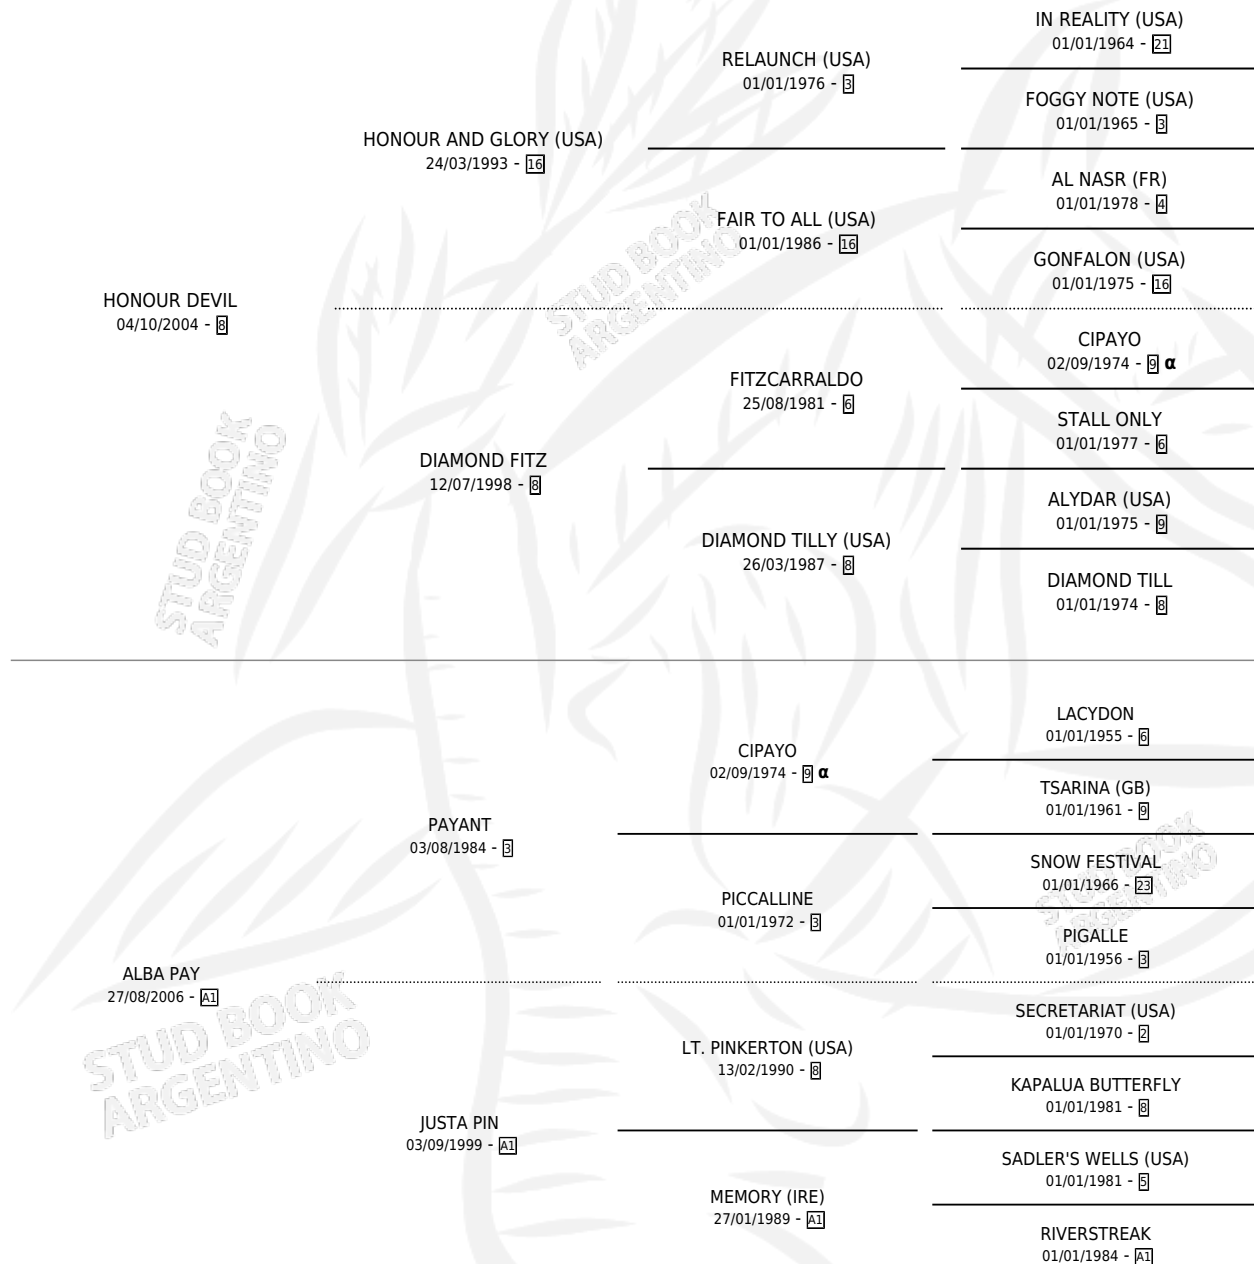 IN REALITY (USA)
01/01/1964 - 21
RELAUNCH (USA)
01/01/1976 - 3
FOGGY NOTE (USA)
01/01/1965 - 3
HONOUR AND GLORY (USA)
24/03/1993 - 16
AL NASR (FR)
01/01/1978 - 4
FAIR TO ALL (USA)
01/01/1986 - 16
GONFALON (USA)
01/01/1975 - 16
HONOUR DEVIL
04/10/2004 - 8
CIPAYO
02/09/1974 - 9 α
FITZCARRALDO
25/08/1981 - 6
STALL ONLY
01/01/1977 - 6
DIAMOND FITZ
12/07/1998 - 8
ALYDAR (USA)
01/01/1975 - 9
DIAMOND TILLY (USA)
26/03/1987 - 8
DIAMOND TILL
01/01/1974 - 8
LACYDON
01/01/1955 - 6
CIPAYO
02/09/1974 - 9 α
TSARINA (GB)
01/01/1961 - 9
PAYANT
03/08/1984 - 3
SNOW FESTIVAL
01/01/1966 - 23
PICCALLINE
01/01/1972 - 3
PIGALLE
01/01/1956 - 3
ALBA PAY
27/08/2006 - A1
SECRETARIAT (USA)
01/01/1970 - 2
LT. PINKERTON (USA)
13/02/1990 - 8
KAPALUA BUTTERFLY
01/01/1981 - 8
JUSTA PIN
03/09/1999 - A1
SADLER'S WELLS (USA)
01/01/1981 - 5
MEMORY (IRE)
27/01/1989 - A1
RIVERSTREAK
01/01/1984 - A1
STUD BOOK
ARGENTINO
STUD BOOK
ARGENTINO
STUD BOOK
ARGENTINO
STUD BOOK
ARGENTINO